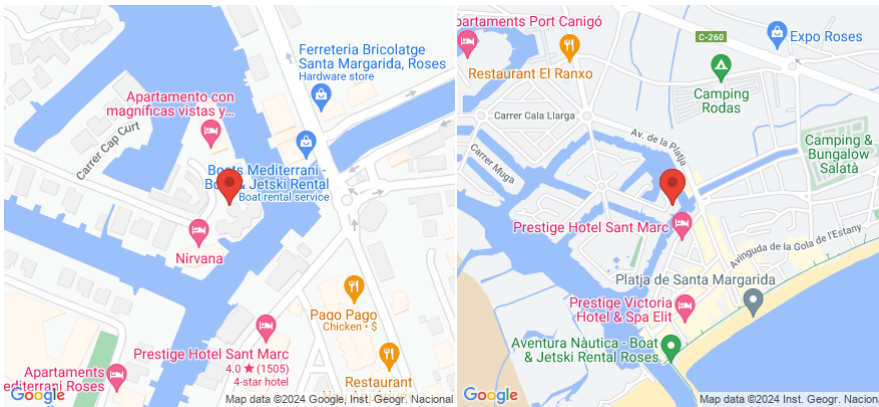 Ferreteria Bricolatge
Santa Margarida, Roses
Hardware store
Apartamento con
magníficas vistas y...
Carrer Cap Curt
Boats Mediterrani -
Boat & Jetski Rental
Boat rental service
Nirvana
Pago Pago
Chicken • $
Prestige Hotel Sant Marc
4.0 ★ (1505)
4-star hotel
Apartaments
editerrani Roses
Restaurant
Google
Map data ©2024 Google, Inst. Geogr. Nacional
partaments Port Canigó
C-260
Expo Roses
Restaurant El Ranxo
Camping
Rodas
Carrer Cala Llarga
Av. de la Platja
Camping &
Bungalow
Salatà
Carrer Muga
Prestige Hotel Sant Marc
Avinguda de la Gola de l'Estany
Platja de Santa Margarida
Prestige Victoria
Hotel & Spa Elit
Aventura Nàutica - Boat
& Jetski Rental Roses
Google
Map data ©2024 Inst. Geogr. Nacional